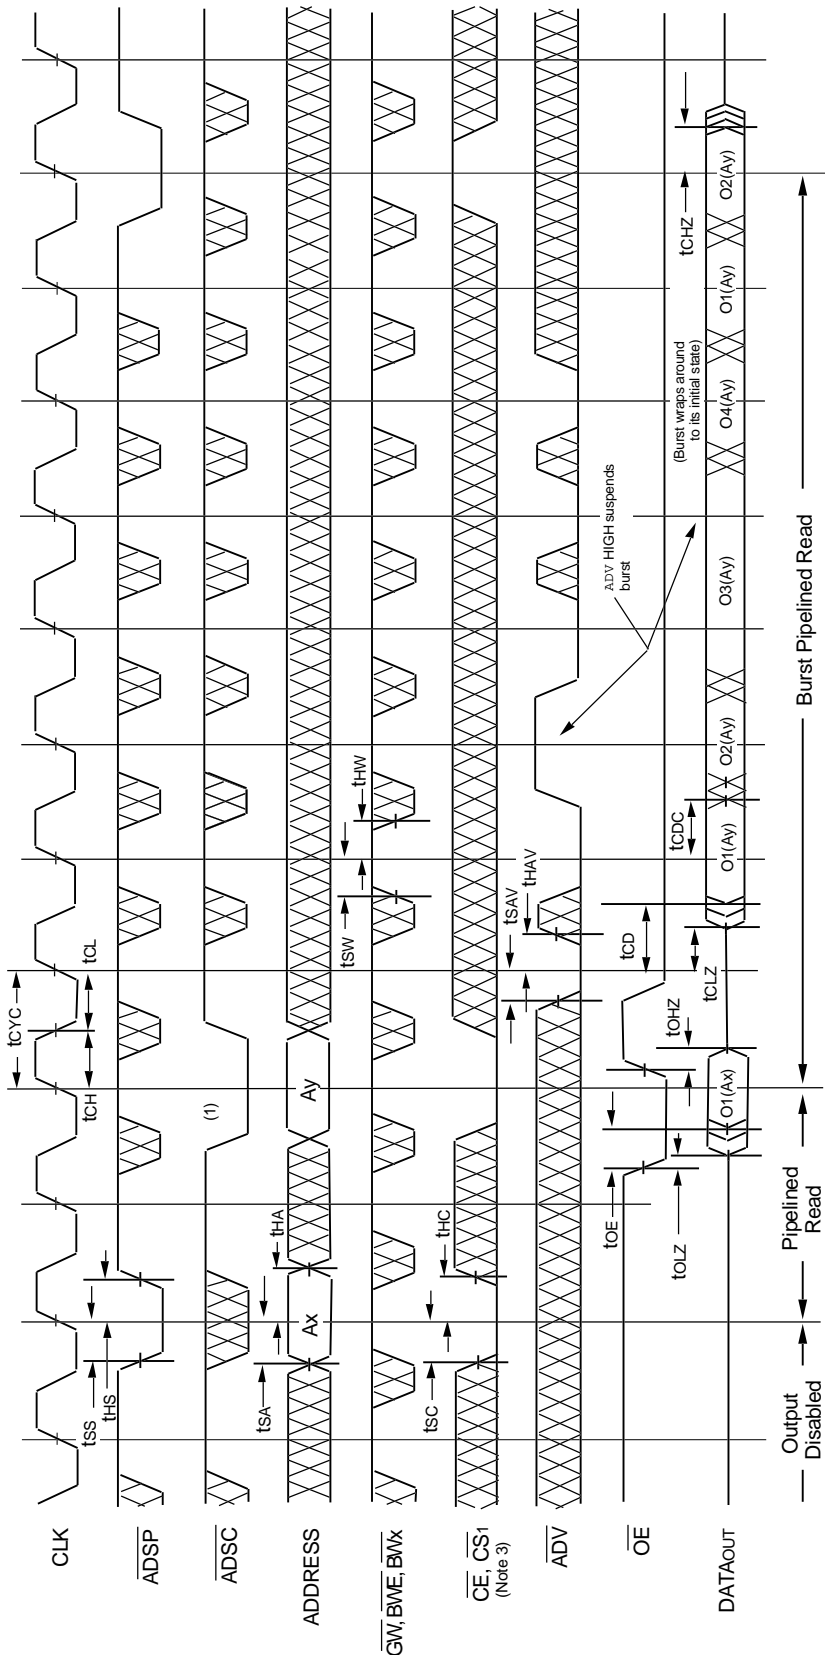 CLK
tCYC
tCH
tCL
ADSP
tSS
tHS
ADSC
(1)
ADDRESS
tSA
tHA
Ax
Ay
GW, BWE, BWx
tSW
tHW
CE, CS1
(Note 3)
tSC
tHC
ADV
tSAV
tHAV
ADV HIGH suspends
burst
OE
tOE
tOLZ
tOHZ
tCD
tCLZ
tCDC
tCHZ
(Burst wraps around
to its initial state)
DATAOUT
O1(Ax)
O1(Ay)
O2(Ay)
O3(Ay)
O4(Ay)
O1(Ay)
O2(Ay)
Output
Disabled
Pipelined
Read
Burst Pipelined Read